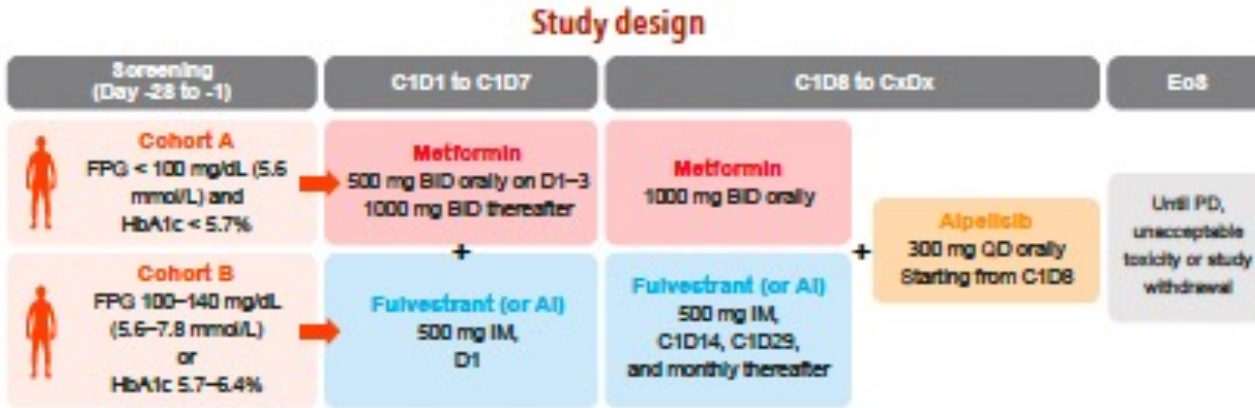 Study design
Screening
(Day -28 to -1)
C1D1 to C1D7
C1D8 to CxDx
EoS
Cohort A
FPG < 100 mg/dL (5.6
mmol/L) and
HbA1c < 5.7%
Metformin
500 mg BID orally on D1–3
1000 mg BID thereafter
Metformin
1000 mg BID orally
+
+
Alpelisib
300 mg QD orally
Starting from C1D8
Until PD,
unacceptable
toxicity or study
withdrawal
Cohort B
FPG 100–140 mg/dL
(5.6–7.8 mmol/L)
or
HbA1c 5.7–6.4%
Fulvestrant (or AI)
500 mg IM,
D1
Fulvestrant (or AI)
500 mg IM,
C1D14, C1D29,
and monthly thereafter